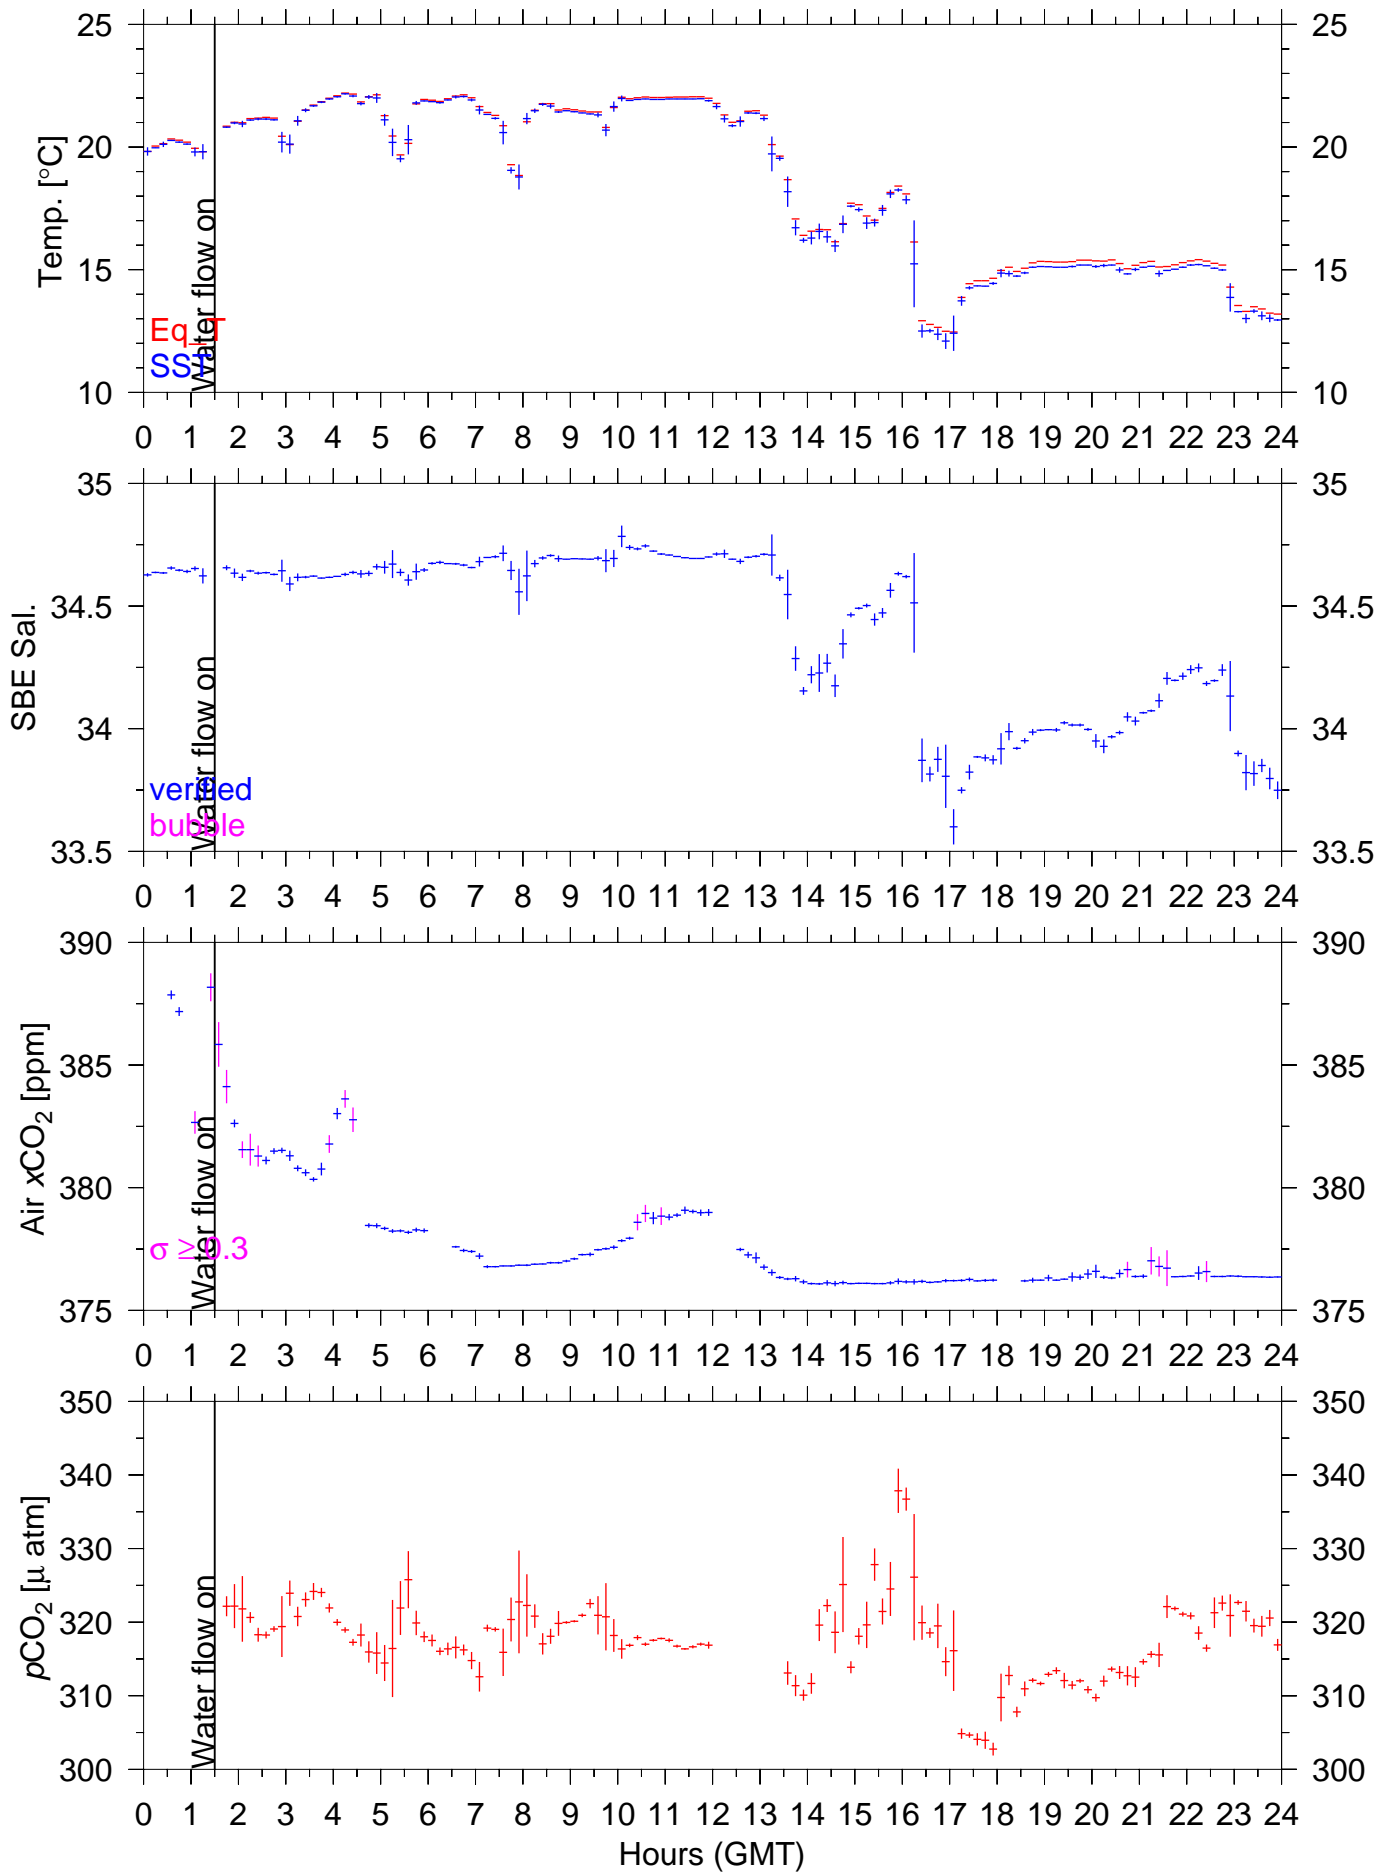 25 25
20 20
15 15
10 10
Temp. [°C]
Water flow on
Eq_T
SST
0 1 2 3 4 5 6 7 8 9 10 11 12 13 14 15 16 17 18 19 20 21 22 23 24
35 35
34.5 34.5
34 34
33.5 33.5
SBE Sal.
Water flow on
verified
bubble
0 1 2 3 4 5 6 7 8 9 10 11 12 13 14 15 16 17 18 19 20 21 22 23 24
390 390
385 385
380 380
375 375
Air xCO₂ [ppm]
Water flow on
σ ≥ 0.3
0 1 2 3 4 5 6 7 8 9 10 11 12 13 14 15 16 17 18 19 20 21 22 23 24
350 350
340 340
330 330
320 320
310 310
300 300
pCO₂ [μ atm]
Water flow on
0 1 2 3 4 5 6 7 8 9 10 11 12 13 14 15 16 17 18 19 20 21 22 23 24
Hours (GMT)